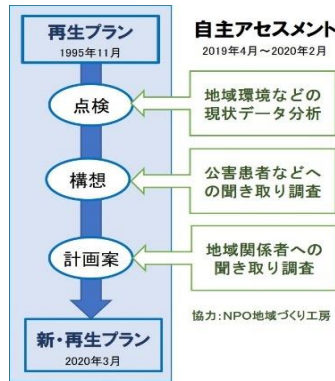 再生プラン
1995年11月
自主アセスメント
2019年4月～2020年2月
点検
地域環境などの
現状データ分析
構想
公害患者などへ
の聞き取り調査
計画案
地域関係者への
聞き取り調査
新・再生プラン
2020年3月
協力：NPO地域づくり工房